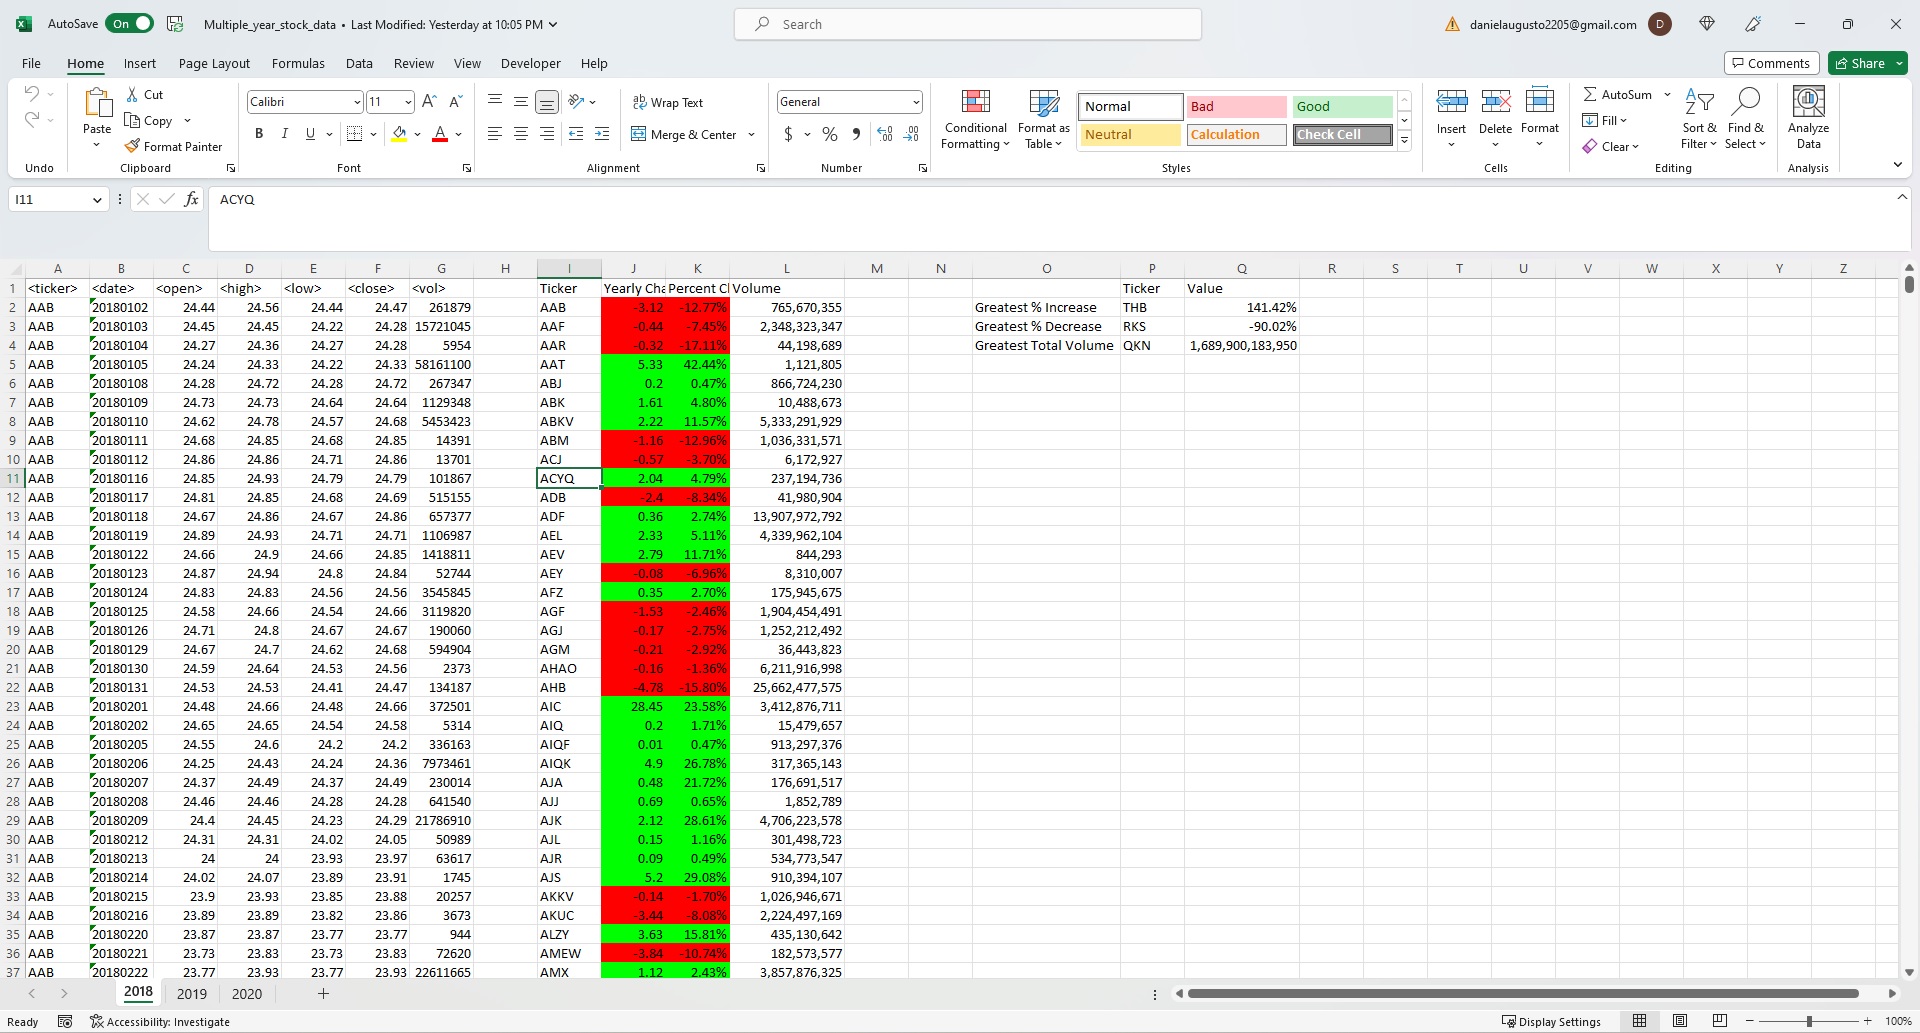 AutoSave On Multiple_year_stock_data • Last Modified: Yesterday at 10:05 PM Search danielaugusto2205@gmail.com D
File Home Insert Page Layout Formulas Data Review View Developer Help Comments Share
Cut Calibri 11 Wrap Text General Normal Bad Good AutoSum
Paste Copy Conditional Formatting Format as Table Insert Delete Format Fill Sort & Filter Find & Select Analyze Data
Format Painter B I U A Merge & Center $ % Neutral Calculation Check Cell Clear
Undo Clipboard Font Alignment Number Styles Cells Editing Analysis
I11 fx ACYQ
A B C D E F G H I J K L M N O P Q R S T U V W X Y Z
1 <ticker> <date> <open> <high> <low> <close> <vol> Ticker Yearly Cha Percent Cl Volume Ticker Value
2 AAB 20180102 24.44 24.56 24.44 24.47 261879 AAB -3.12 -12.77% 765,670,355 Greatest % Increase THB 141.42%
3 AAB 20180103 24.45 24.45 24.22 24.28 15721045 AAF -0.44 -7.45% 2,348,323,347 Greatest % Decrease RKS -90.02%
4 AAB 20180104 24.27 24.36 24.27 24.28 5954 AAR -0.32 -17.11% 44,198,689 Greatest Total Volume QKN 1,689,900,183,950
5 AAB 20180105 24.24 24.33 24.22 24.33 58161100 AAT 5.33 42.44% 1,121,805
6 AAB 20180108 24.28 24.72 24.28 24.72 267347 ABJ 0.2 0.47% 866,724,230
7 AAB 20180109 24.73 24.73 24.64 24.64 1129348 ABK 1.61 4.80% 10,488,673
8 AAB 20180110 24.62 24.78 24.57 24.68 5453423 ABKV 2.22 11.57% 5,333,291,929
9 AAB 20180111 24.68 24.85 24.68 24.85 14391 ABM -1.16 -12.96% 1,036,331,571
10 AAB 20180112 24.86 24.86 24.71 24.86 13701 ACJ -0.57 -3.70% 6,172,927
11 AAB 20180116 24.85 24.93 24.79 24.79 101867 ACYQ 2.04 4.79% 237,194,736
12 AAB 20180117 24.81 24.85 24.68 24.69 515155 ADB -2.4 -8.34% 41,980,904
13 AAB 20180118 24.67 24.86 24.67 24.86 657377 ADF 0.36 2.74% 13,907,972,792
14 AAB 20180119 24.89 24.93 24.71 24.71 1106987 AEL 2.33 5.11% 4,339,962,104
15 AAB 20180122 24.66 24.9 24.66 24.85 1418811 AEV 2.79 11.71% 844,293
16 AAB 20180123 24.87 24.94 24.8 24.84 52744 AEY -0.08 -6.96% 8,310,007
17 AAB 20180124 24.83 24.83 24.56 24.56 3545845 AFZ 0.35 2.70% 175,945,675
18 AAB 20180125 24.58 24.66 24.54 24.66 3119820 AGF -1.53 -2.46% 1,904,454,491
19 AAB 20180126 24.71 24.8 24.67 24.67 190060 AGJ -0.17 -2.75% 1,252,212,492
20 AAB 20180129 24.67 24.7 24.62 24.68 594904 AGM -0.21 -2.92% 36,443,823
21 AAB 20180130 24.59 24.64 24.53 24.56 2373 AHAO -0.16 -1.36% 6,211,916,998
22 AAB 20180131 24.53 24.53 24.41 24.47 134187 AHB -4.78 -15.80% 25,662,477,575
23 AAB 20180201 24.48 24.66 24.48 24.66 372501 AIC 28.45 23.58% 3,412,876,711
24 AAB 20180202 24.65 24.65 24.54 24.58 5314 AIQ 0.2 1.71% 15,479,657
25 AAB 20180205 24.55 24.6 24.2 24.2 336163 AIQF 0.01 0.47% 913,297,376
26 AAB 20180206 24.25 24.43 24.24 24.36 7973461 AIQK 4.9 26.78% 317,365,143
27 AAB 20180207 24.37 24.49 24.37 24.49 230014 AJA 0.48 21.72% 176,691,517
28 AAB 20180208 24.46 24.46 24.28 24.28 641540 AJJ 0.69 0.65% 1,852,789
29 AAB 20180209 24.4 24.45 24.23 24.29 21786910 AJK 2.12 28.61% 4,706,223,578
30 AAB 20180212 24.31 24.31 24.02 24.05 50989 AJL 0.15 1.16% 301,498,723
31 AAB 20180213 24 24 23.93 23.97 63617 AJR 0.09 0.49% 534,773,547
32 AAB 20180214 24.02 24.07 23.89 23.91 1745 AJS 5.2 29.08% 910,394,107
33 AAB 20180215 23.9 23.93 23.85 23.88 20257 AKKV -0.14 -1.70% 1,026,946,671
34 AAB 20180216 23.89 23.89 23.82 23.86 3673 AKUC -3.44 -8.08% 2,224,497,169
35 AAB 20180220 23.87 23.87 23.77 23.77 944 ALZY 3.63 15.81% 435,130,642
36 AAB 20180221 23.73 23.83 23.73 23.83 72620 AMEW -3.84 -10.74% 182,573,577
37 AAB 20180222 23.77 23.93 23.77 23.93 22611665 AMX 1.12 2.43% 3,857,876,325
2018 2019 2020
Ready Accessibility: Investigate Display Settings 100%